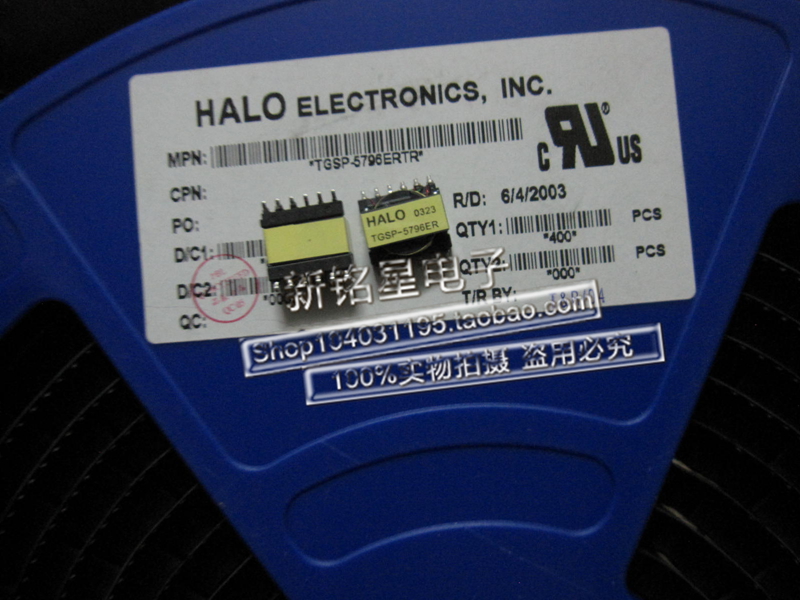 HALO ELECTRONICS, INC.
MPN:
"TGSP-5796ERTR"
C UR ® US
CPN:
PO:
D/C1:
D/C2:
QC:
R/D: 6/4/2003
QTY1: PCS
"400"
QTY2: PCS
"000"
T/R BY:
HALO 0323
TGSP-5796ER
新铭星电子
Shop104031195.taobao.com
100%实物拍摄 盗用必究